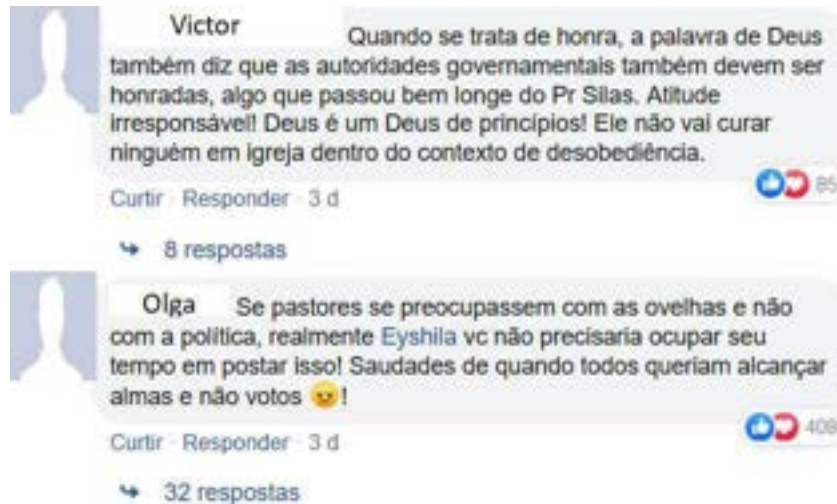 Victor
Quando se trata de honra, a palavra de Deus
também diz que as autoridades governamentais também devem ser
honradas, algo que passou bem longe do Pr Silas. Atitude
irresponsável! Deus é um Deus de princípios! Ele não vai curar
ninguém em igreja dentro do contexto de desobediência.
85
Curtir · Responder · 3 d
8 respostas
Olga Se pastores se preocupassem com as ovelhas e não
com a política, realmente Eyshila vc não precisaria ocupar seu
tempo em postar isso! Saudades de quando todos queriam alcançar
almas e não votos 😠!
408
Curtir · Responder · 3 d
32 respostas